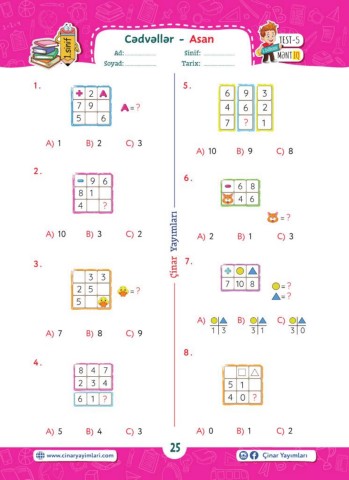 Cədvəllər - Asan
1.sinif
Ad:
Sinif:
Soyad:
Tarix:
TEST-5
MƏNTİQ
1.
+ 2 A
7 9
5 6
A = ?
A) 1 B) 2 C) 3
2.
- 9 6
8 1
4 ?
A) 10 B) 3 C) 2
3.
3 3
2 5
5
= ?
A) 7 B) 8 C) 9
4.
8 4 7
2 3 4
6 1 ?
A) 5 B) 4 C) 3
Çinar Yayımları
5.
6 9 3
4 6 2
7 ? 1
A) 10 B) 9 C) 8
6.
- 6 8
4 6
= ?
A) 2 B) 1 C) 3
7.
+
7 10 8
= ?
= ?
A) 1 3 B) 3 1 C) 3 0
8.
5 1
4 0 ?
A) 0 B) 1 C) 2
www.cinaryayimlari.com
25
Çinar Yayımları